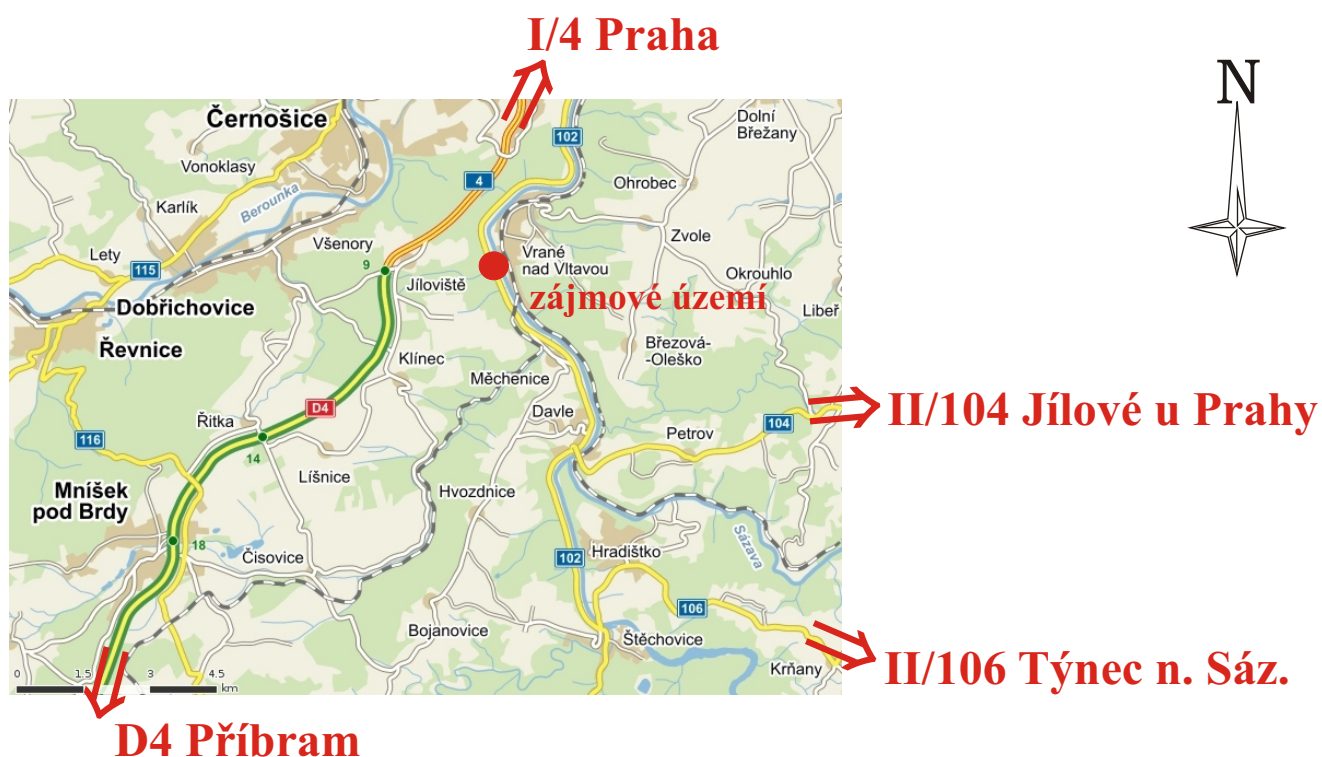 I/4 Praha
N
Černošice
102
Dolní
Břežany
Vonoklasy
4
Ohrobec
Karlík
Berounka
Všenory
Zvole
Lety
115
9
Vrané
nad Vltavou
Okrouhlo
Jíloviště
zájmové území
Dobřichovice
Libeř
Řevnice
Klínec
Březová-
-Oleško
Měchenice
D4
Davle
II/104 Jílové u Prahy
Řitka
104
116
Petrov
14
Líšnice
Mníšek
pod Brdy
Hvozdnice
18
Čisovice
102
Hradištko
Sázava
106
Bojanovice
Štěchovice
Krňany
II/106 Týnec n. Sáz.
0 1.5 3 4.5
km
D4 Příbram